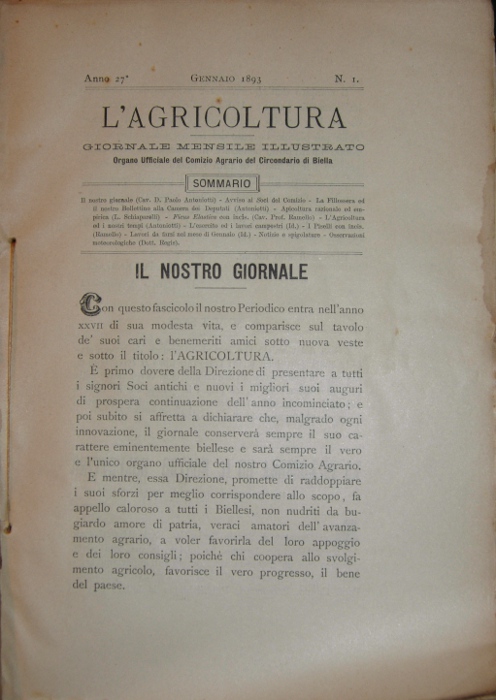 Anno 27° Gennaio 1893 N. 1.
L'AGRICOLTURA
GIORNALE MENSILE ILLUSTRATO
Organo Ufficiale del Comizio Agrario del Circondario di Biella
SOMMARIO
Il nostro giornale (Cav. D. Paolo Antoniotti) - Avviso ai Soci del Comizio - La Fillossera ed
il nostro Bollettino alla Camera dei Deputati (Antoniotti) - Apicoltura razionale ed em-
pirica (L. Schiaparelli) - Ficus Elastica con incis. (Cav. Prof. Ramello) - L'Agricoltura
ed i nostri tempi (Antoniotti) - L'esercito ed i lavori campestri (Id.) - I Piselli con incis.
(Ramello) - Lavori da farsi nel mese di Gennaio (Id.) - Notizie e spigolature - Osservazioni
meteorologiche (Dott. Regis).
IL NOSTRO GIORNALE
Con questo fascicolo il nostro Periodico entra nell'anno
XXVII di sua modesta vita, e comparisce sul tavolo
de' suoi cari e benemeriti amici sotto nuova veste
e sotto il titolo: l'AGRICOLTURA.
È primo dovere della Direzione di presentare a tutti
i signori Soci antichi e nuovi i migliori suoi auguri
di prospera continuazione dell'anno incominciato; e
poi subito si affretta a dichiarare che, malgrado ogni
innovazione, il giornale conserverà sempre il suo ca-
rattere eminentemente biellese e sarà sempre il vero
e l'unico organo ufficiale del nostro Comizio Agrario.
E mentre, essa Direzione, promette di raddoppiare
i suoi sforzi per meglio corrispondere allo scopo, fa
appello caloroso a tutti i Biellesi, non nudriti da bu-
giardo amore di patria, veraci amatori dell'avanza-
mento agrario, a voler favorirla del loro appoggio
e dei loro consigli; poichè chi coopera allo svolgi-
mento agricolo, favorisce il vero progresso, il bene
del paese.